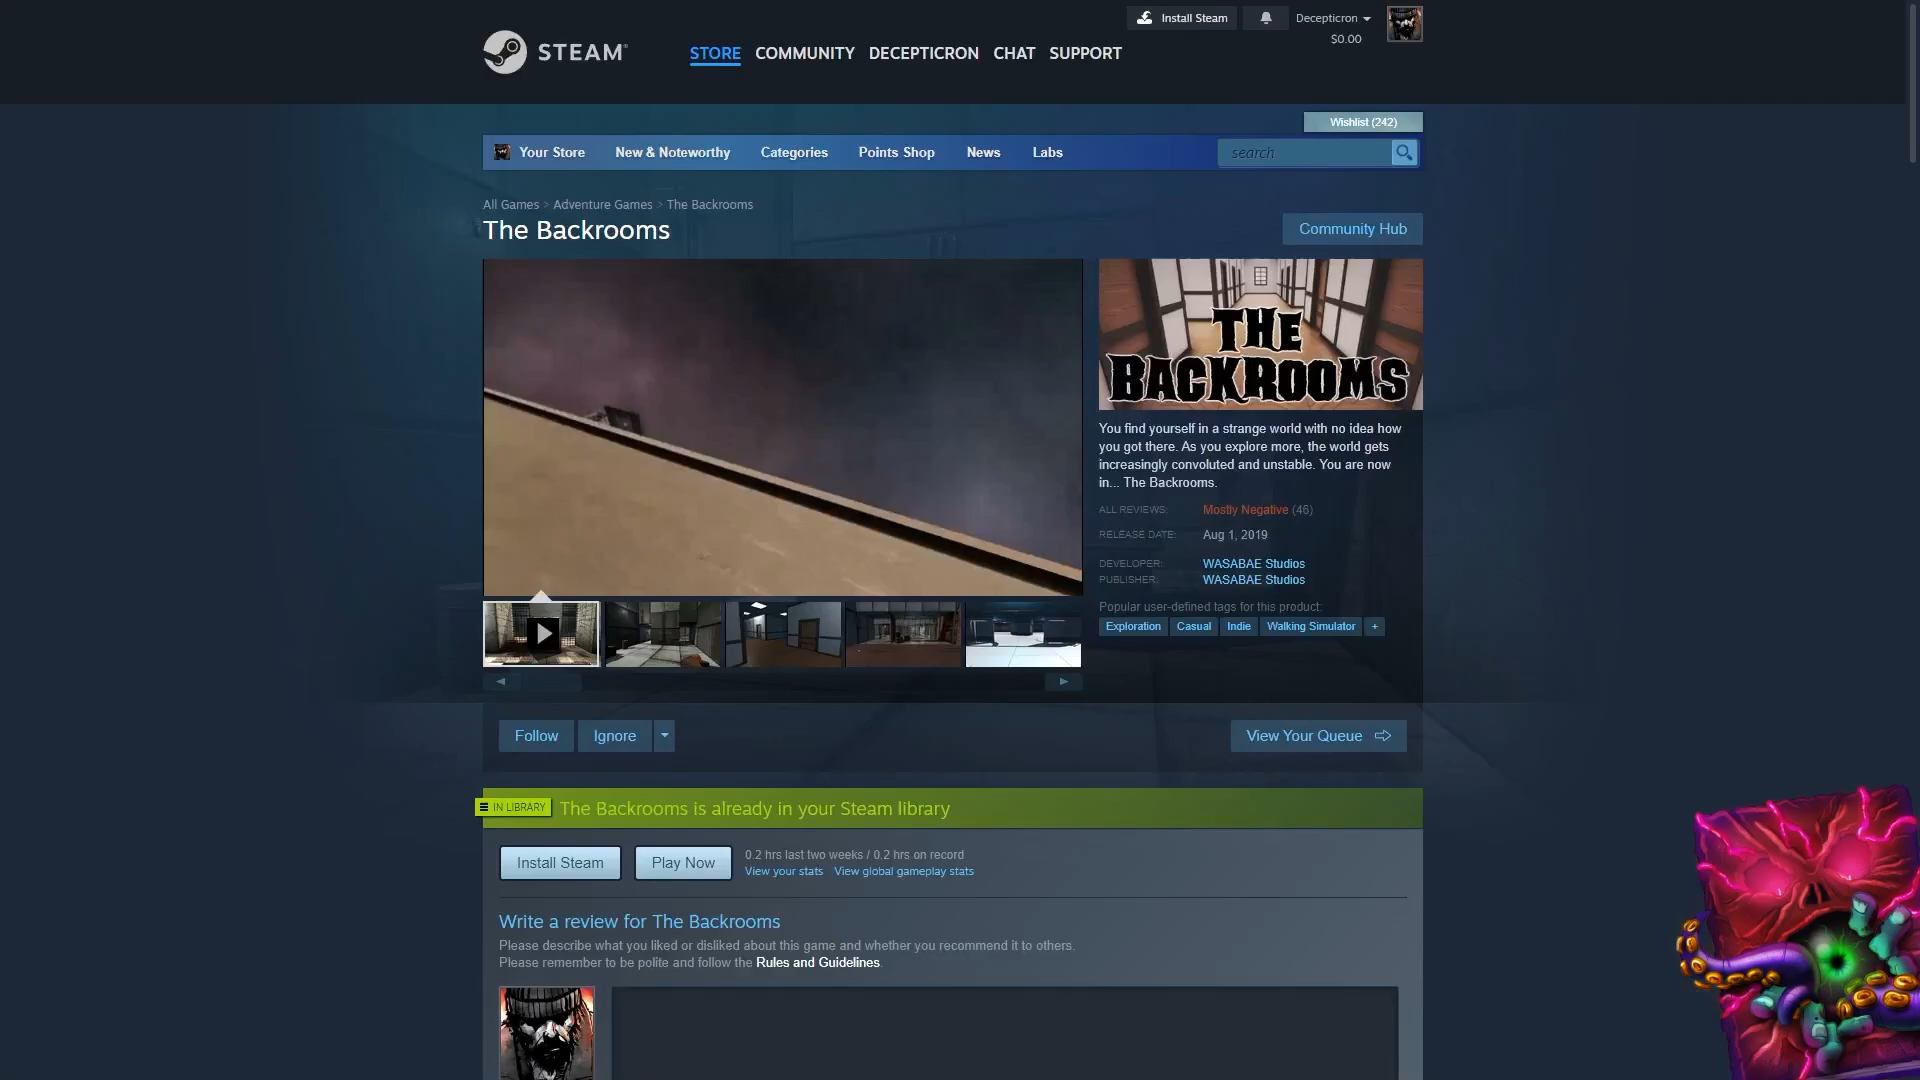 Install Steam
Decepticron
$0.00
STEAM
STORE COMMUNITY DECEPTICRON CHAT SUPPORT
Wishlist (242)
Your Store New & Noteworthy Categories Points Shop News Labs
search
All Games > Adventure Games > The Backrooms
The Backrooms
Community Hub
THE
BACKROOMS
You find yourself in a strange world with no idea how
you got there. As you explore more, the world gets
increasingly convoluted and unstable. You are now
in... The Backrooms.
ALL REVIEWS: Mostly Negative (46)
RELEASE DATE: Aug 1, 2019
DEVELOPER: WASABAE Studios
PUBLISHER: WASABAE Studios
Popular user-defined tags for this product:
Exploration Casual Indie Walking Simulator +
Follow Ignore
View Your Queue
IN LIBRARY The Backrooms is already in your Steam library
Install Steam Play Now
0.2 hrs last two weeks / 0.2 hrs on record
View your stats View global gameplay stats
Write a review for The Backrooms
Please describe what you liked or disliked about this game and whether you recommend it to others.
Please remember to be polite and follow the Rules and Guidelines.